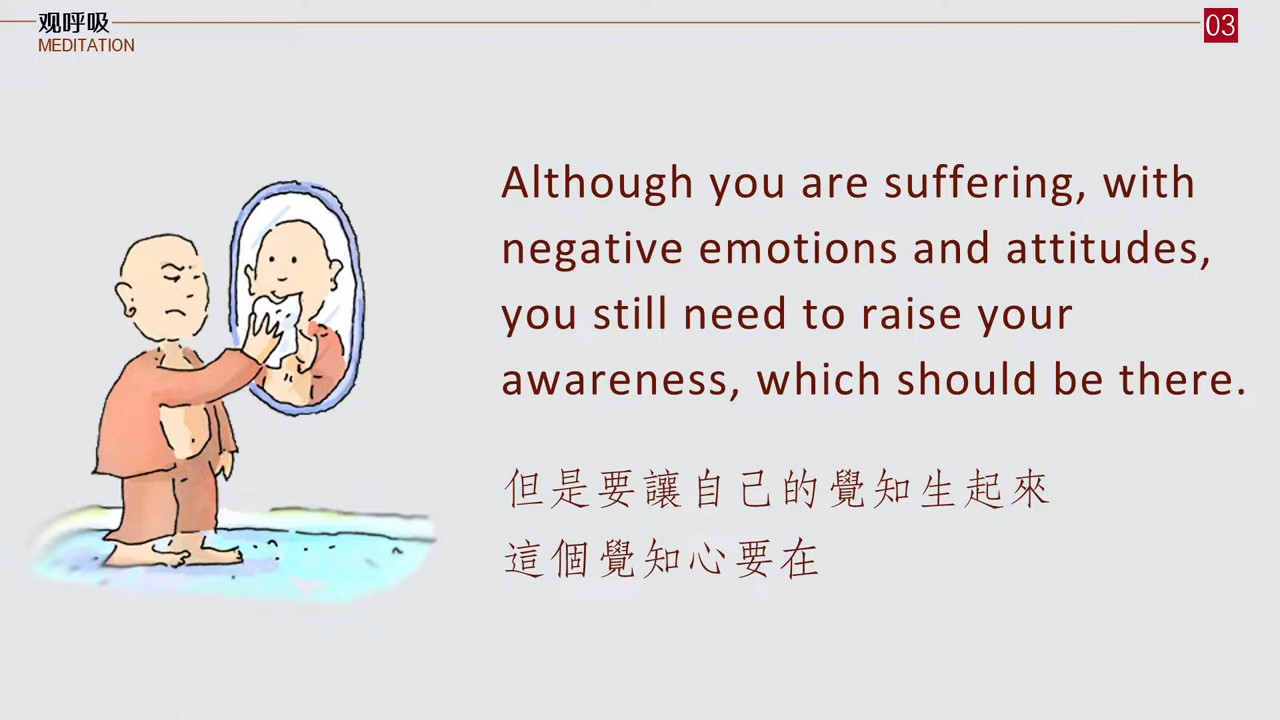 观呼吸
MEDITATION
03
Although you are suffering, with
negative emotions and attitudes,
you still need to raise your
awareness, which should be there.
但是要讓自己的覺知生起來
這個覺知心要在